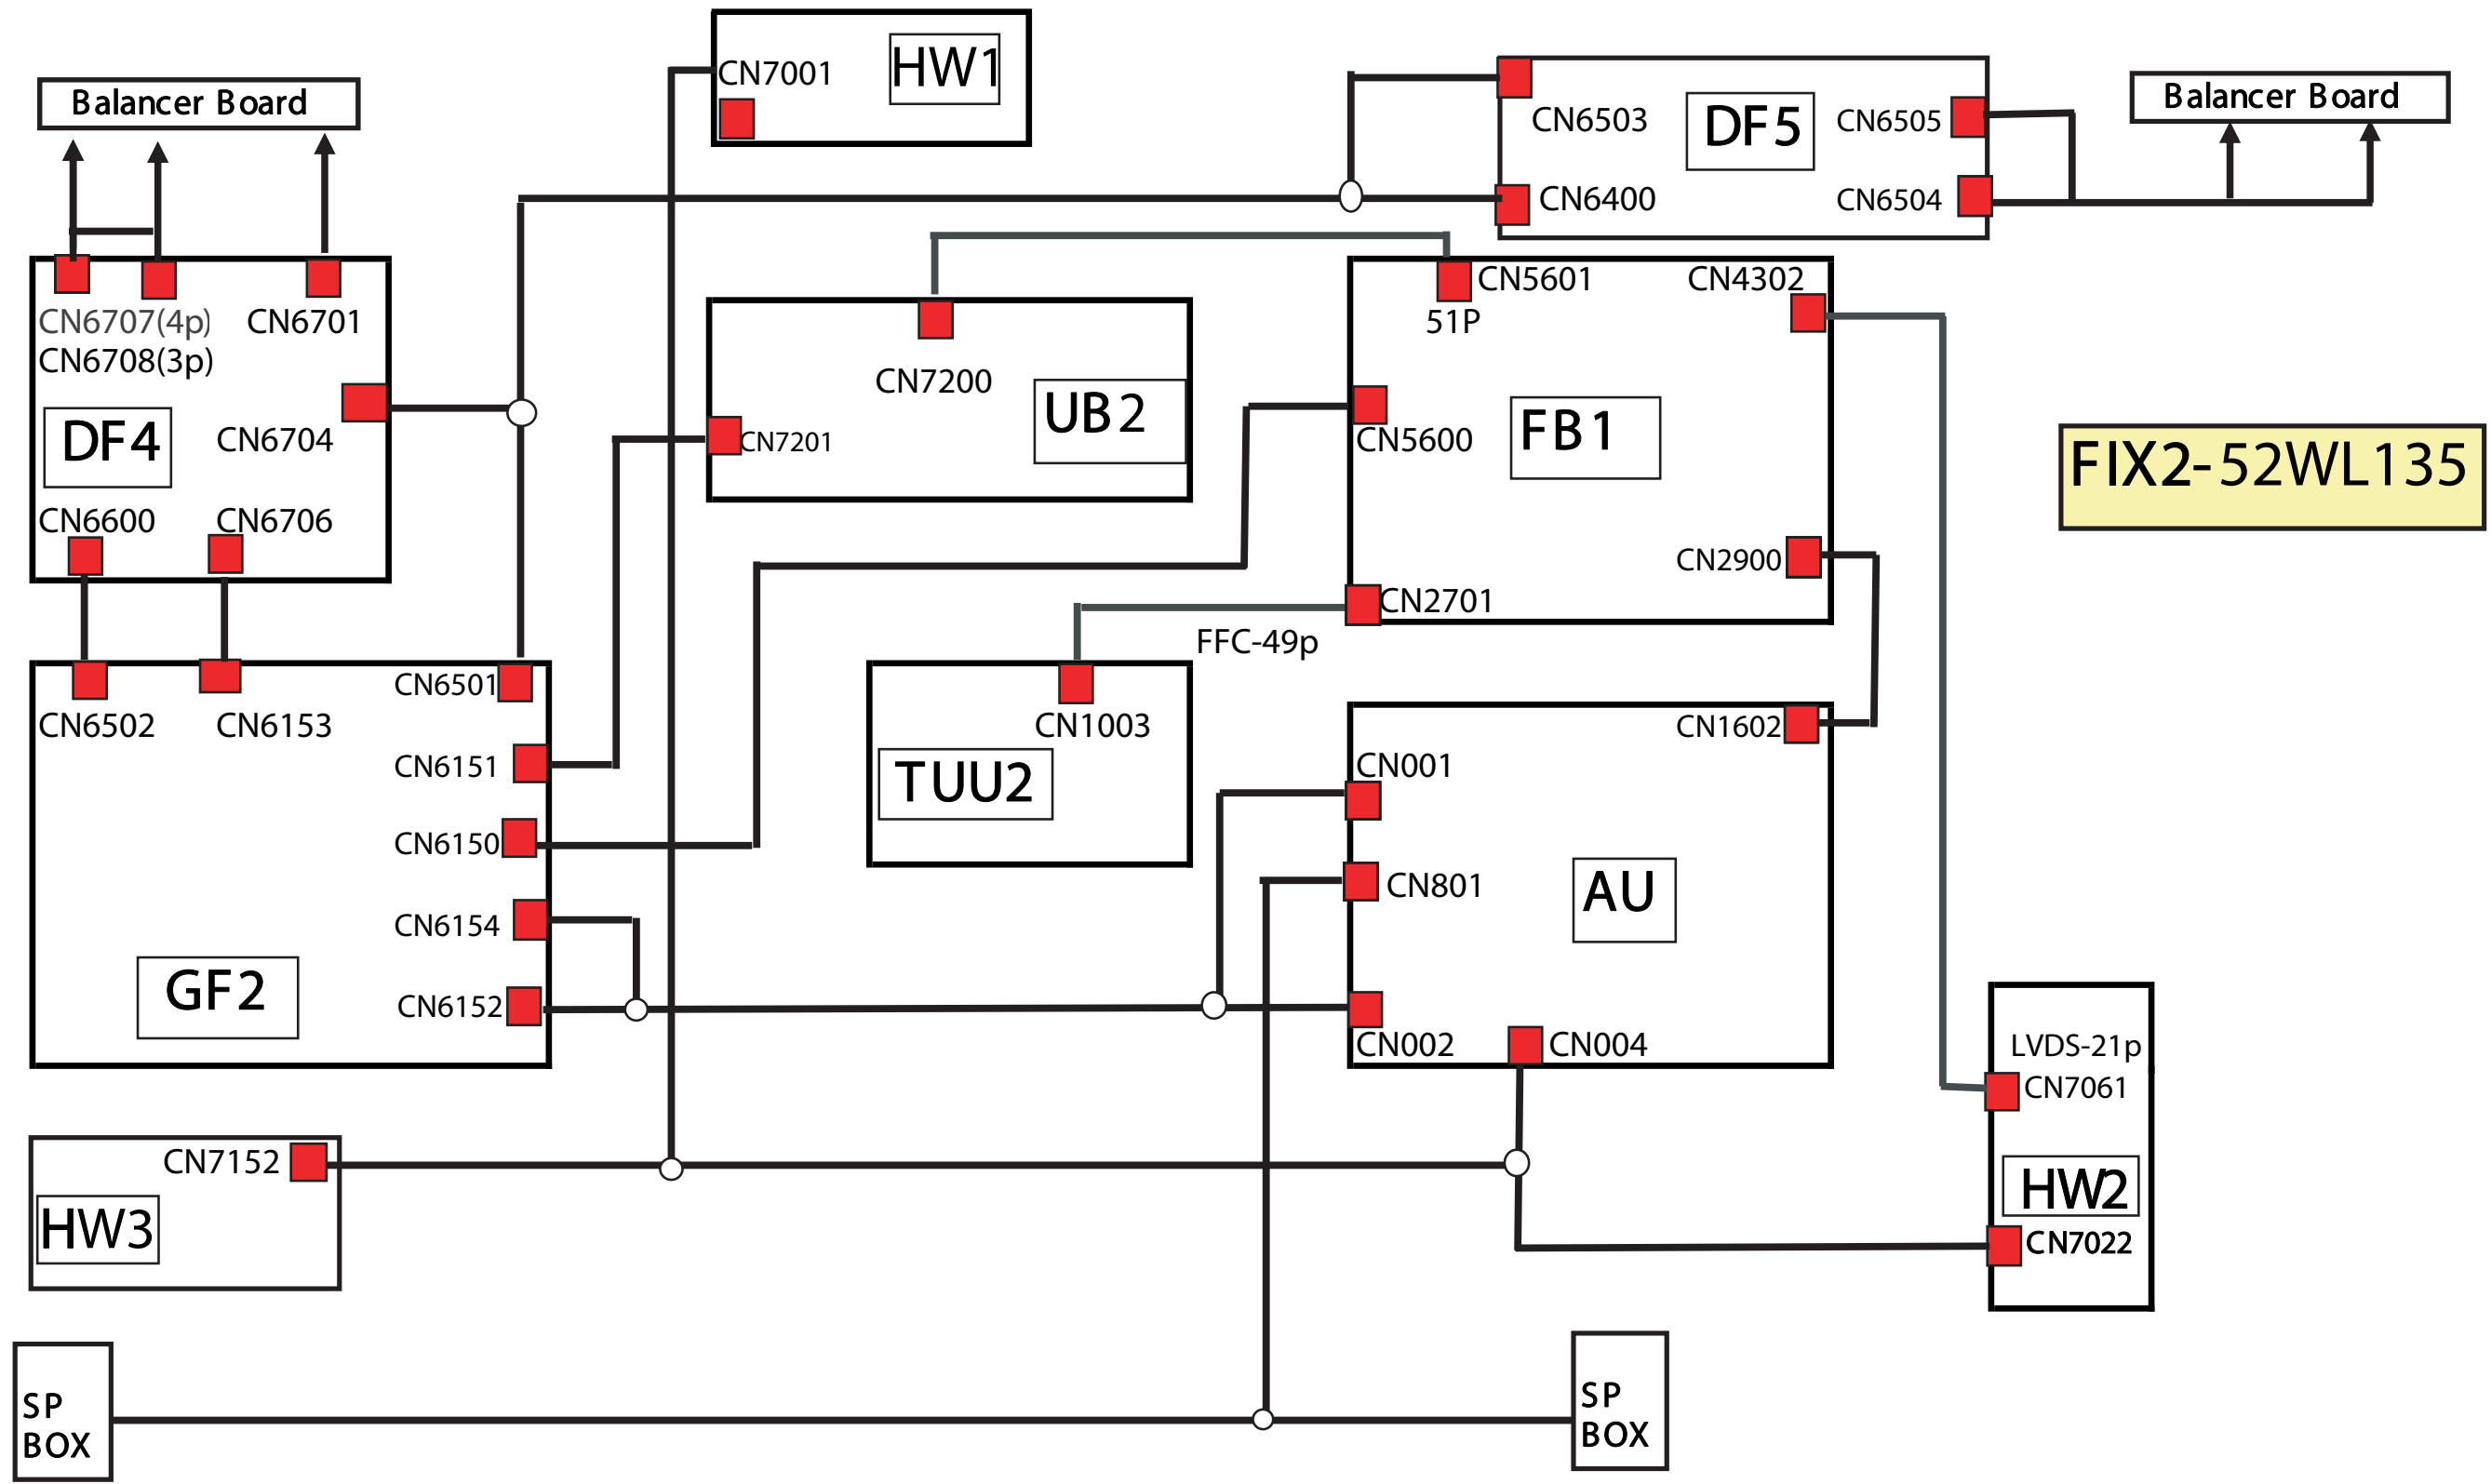 CN7001
HW1
Balancer Board
CN6503
DF5
CN6505
CN6400
CN6504
Balancer Board
CN6707(4p)
CN6708(3p)
CN6701
DF4
CN6704
CN6600
CN6706
CN7200
UB2
CN7201
CN5601
51P
CN4302
CN5600
FB1
CN2900
CN2701
FFC-49p
FIX2-52WL135
CN6501
CN6502
CN6153
CN6151
CN6150
CN6154
GF2
CN6152
CN1003
TUU2
CN1602
CN001
CN801
AU
CN002
CN004
LVDS-21p
CN7061
HW2
CN7022
CN7152
HW3
SP
BOX
SP
BOX